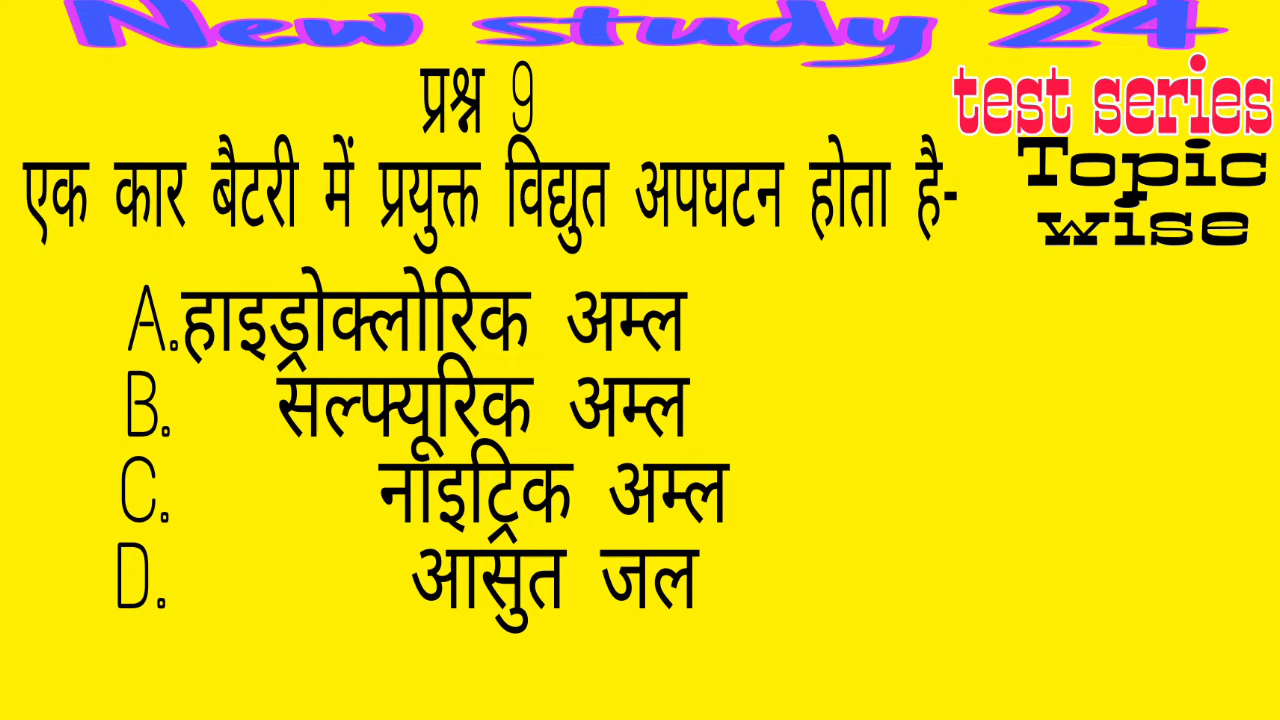 New study 24
test series
Topic
wise
प्रश्न 9
एक कार बैटरी में प्रयुक्त विद्युत अपघटन होता है-
A.हाइड्रोक्लोरिक अम्ल
B. सल्फ्यूरिक अम्ल
C. नाइट्रिक अम्ल
D. आसुत जल